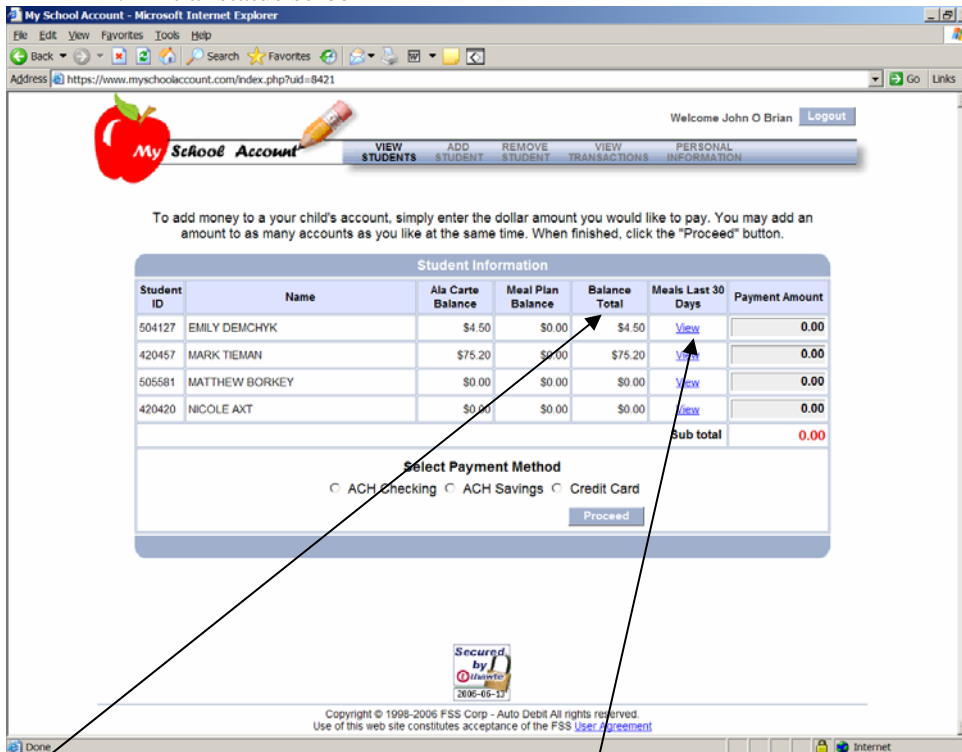 My School Account - Microsoft Internet Explorer
File Edit View Favorites Tools Help
Back Search Favorites
Address https://www.myschoolaccount.com/index.php?uid=8421 Go Links
Welcome John O Brian Logout
My School Account
VIEW STUDENTS ADD STUDENT REMOVE STUDENT VIEW TRANSACTIONS PERSONAL INFORMATION
To add money to a your child's account, simply enter the dollar amount you would like to pay. You may add an
amount to as many accounts as you like at the same time. When finished, click the "Proceed" button.
Student Information
Student ID Name Ala Carte Balance Meal Plan Balance Balance Total Meals Last 30 Days Payment Amount
504127 EMILY DEMCHYK $4.50 $0.00 $4.50 View 0.00
420457 MARK TIEMAN $75.20 $0.00 $75.20 View 0.00
505581 MATTHEW BORKEY $0.00 $0.00 $0.00 View 0.00
420420 NICOLE AXT $0.00 $0.00 $0.00 View 0.00
Sub total 0.00
Select Payment Method
ACH Checking ACH Savings Credit Card
Proceed
Secured
by
thawte
2006-06-13
Copyright © 1998-2006 FSS Corp - Auto Debit All rights reserved.
Use of this web site constitutes acceptance of the FSS User Agreement
Done Internet